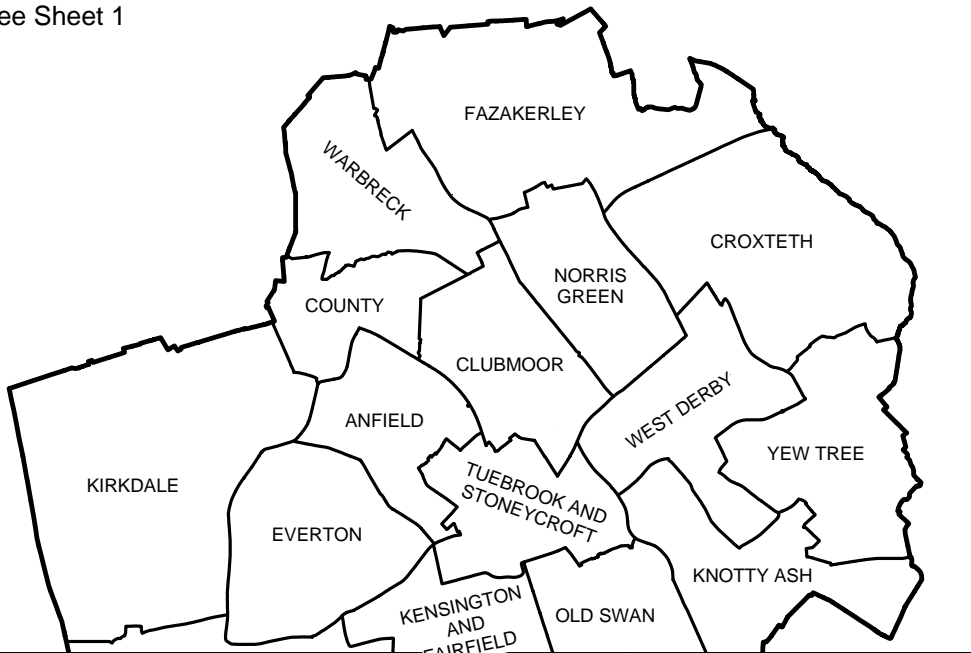 ee Sheet 1
FAZAKERLEY
WARBRECK
CROXTETH
NORRIS
GREEN
COUNTY
CLUBMOOR
WEST DERBY
ANFIELD
YEW TREE
KIRKDALE
TUEBROOK AND
STONEYCROFT
EVERTON
KNOTTY ASH
KENSINGTON
AND
FAIRFIELD
OLD SWAN